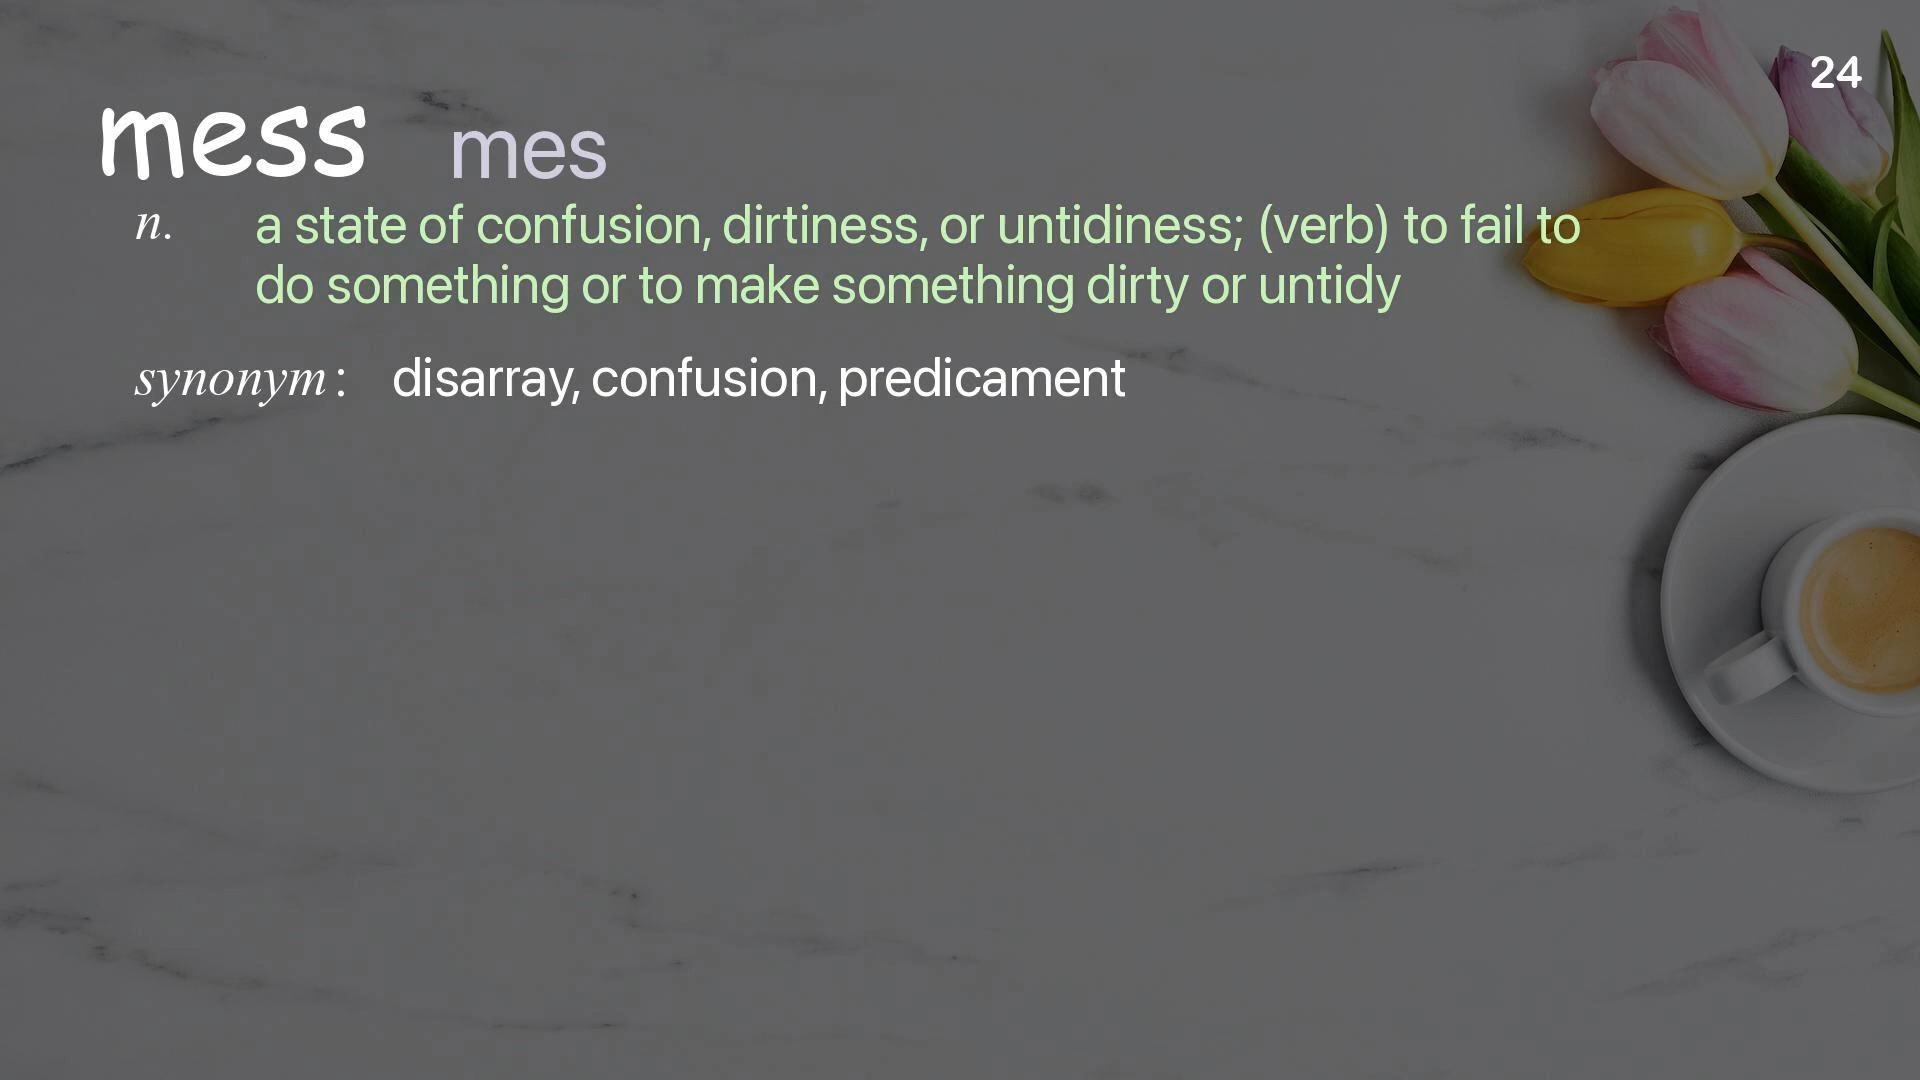 24
mess mes
n. a state of confusion, dirtiness, or untidiness; (verb) to fail to
do something or to make something dirty or untidy
synonym : disarray, confusion, predicament